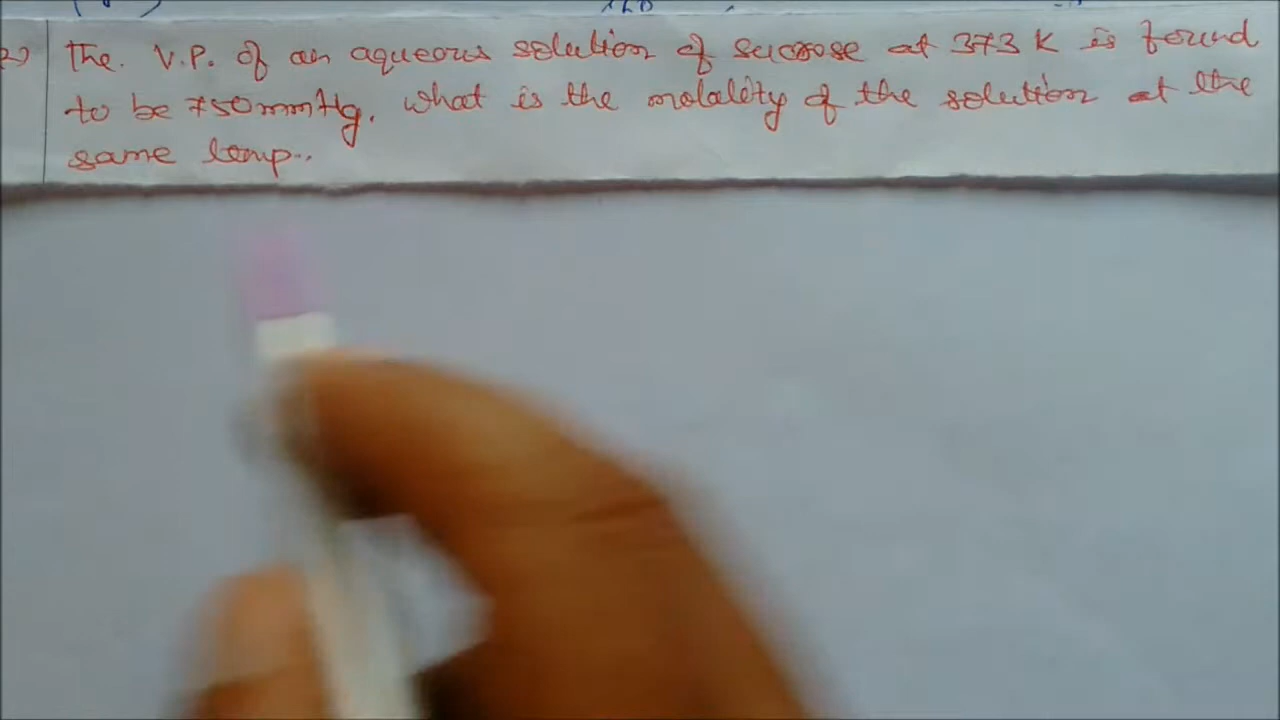 2) The. V.P. of an aqueous solution of sucrose at 373 K is found
to be 750mmHg. what is the molality of the solution at the
same temp..